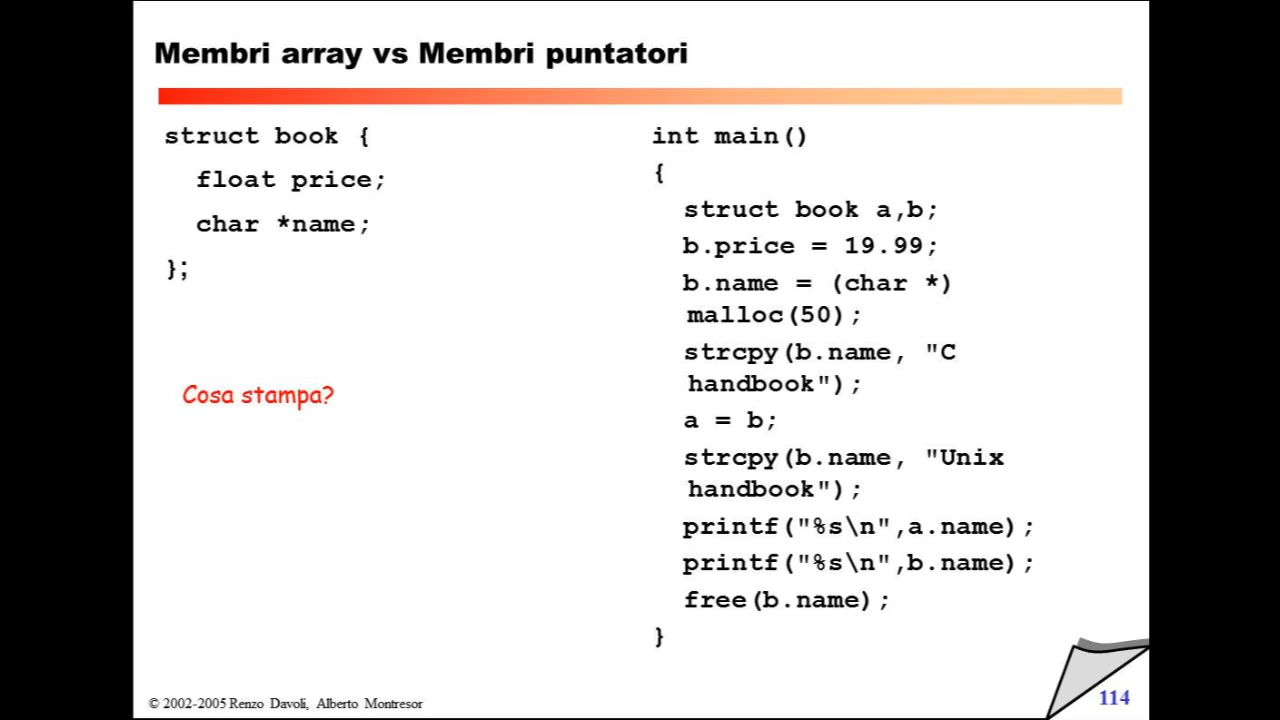 Membri array vs Membri puntatori
struct book {
float price;
char *name;
};
Cosa stampa?
int main()
{
struct book a,b;
b.price = 19.99;
b.name = (char *)
malloc(50);
strcpy(b.name, "C
handbook");
a = b;
strcpy(b.name, "Unix
handbook");
printf("%s\n",a.name);
printf("%s\n",b.name);
free(b.name);
}
© 2002-2005 Renzo Davoli, Alberto Montresor
114